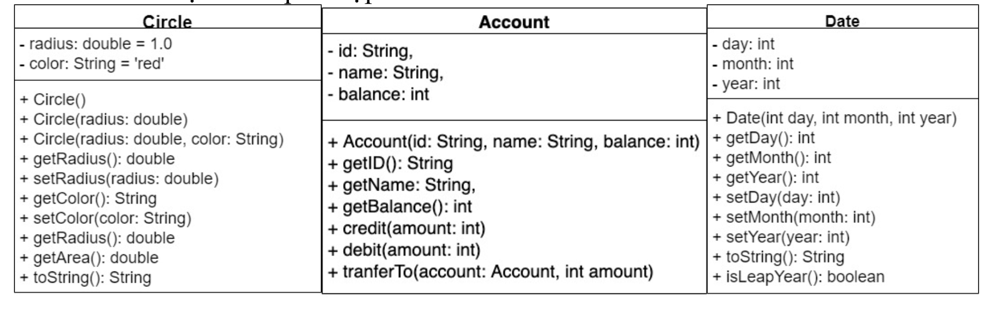 Circle
- radius: double = 1.0
- color: String = 'red'
+ Circle()
+ Circle(radius: double)
+ Circle(radius: double, color: String)
+ getRadius(): double
+ setRadius(radius: double)
+ getColor(): String
+ setColor(color: String)
+ getRadius(): double
+ getArea(): double
+ toString(): String
Account
- id: String,
- name: String,
- balance: int
+ Account(id: String, name: String, balance: int)
+ getID(): String
+ getName: String,
+ getBalance(): int
+ credit(amount: int)
+ debit(amount: int)
+ tranferTo(account: Account, int amount)
Date
- day: int
- month: int
- year: int
+ Date(int day, int month, int year)
+ getDay(): int
+ getMonth(): int
+ getYear(): int
+ setDay(day: int)
+ setMonth(month: int)
+ setYear(year: int)
+ toString(): String
+ isLeapYear(): boolean